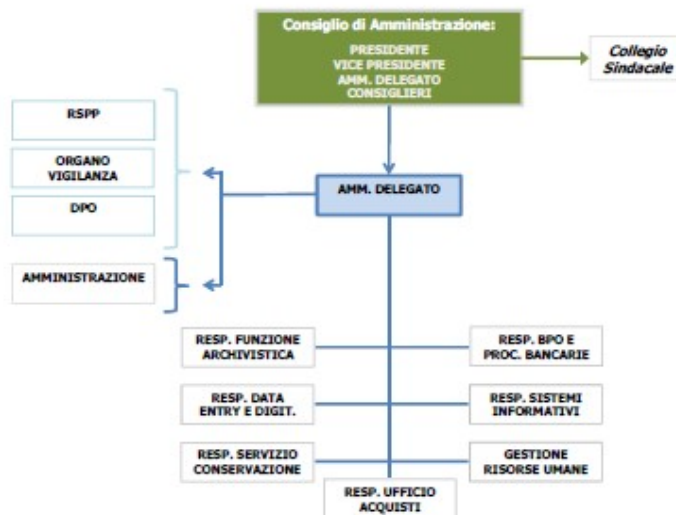 Consiglio di Amministrazione:
PRESIDENTE
VICE PRESIDENTE
AMM. DELEGATO
CONSIGLIERI
Collegio
Sindacale
RSPP
ORGANO
VIGILANZA
DPO
AMM. DELEGATO
AMMINISTRAZIONE
RESP. FUNZIONE
ARCHIVISTICA
RESP. BPO E
PROC. BANCARIE
RESP. DATA
ENTRY E DIGIT.
RESP. SISTEMI
INFORMATIVI
RESP. SERVIZIO
CONSERVAZIONE
GESTIONE
RISORSE UMANE
RESP. UFFICIO
ACQUISTI